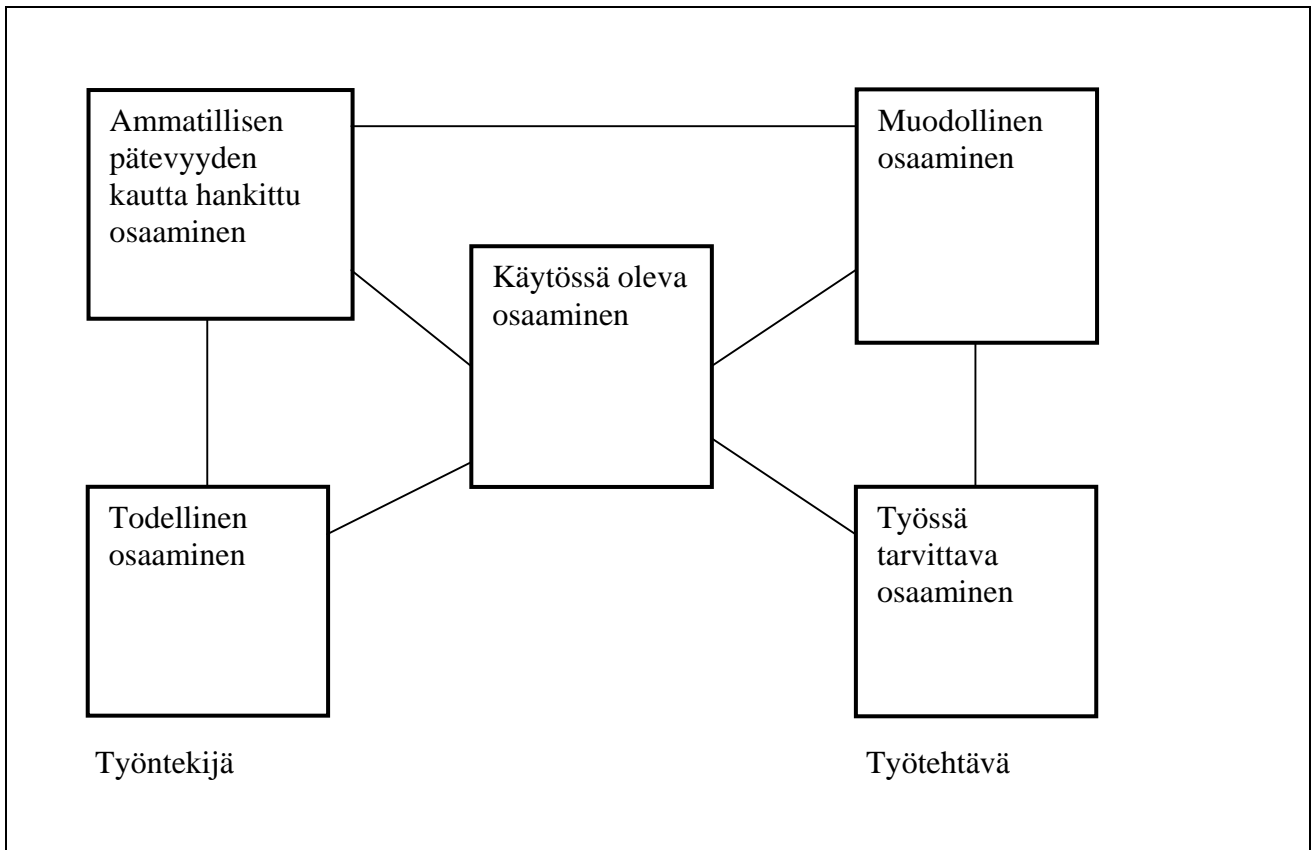 Ammatillisen
pätevyyden
kautta hankittu
osaaminen
Muodollinen
osaaminen
Käytössä oleva
osaaminen
Todellinen
osaaminen
Työssä
tarvittava
osaaminen
Työntekijä
Työtehtävä